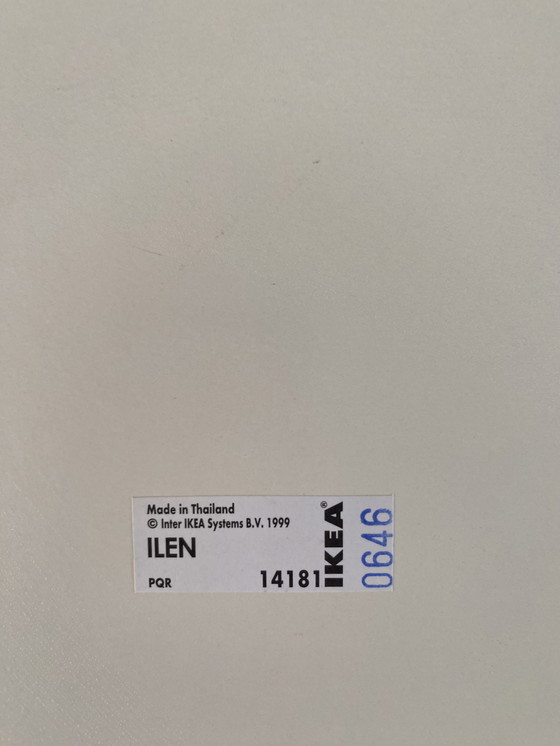 Made in Thailand
© Inter IKEA Systems B.V. 1999
ILEN
PQR
14181
IKEA®
0646